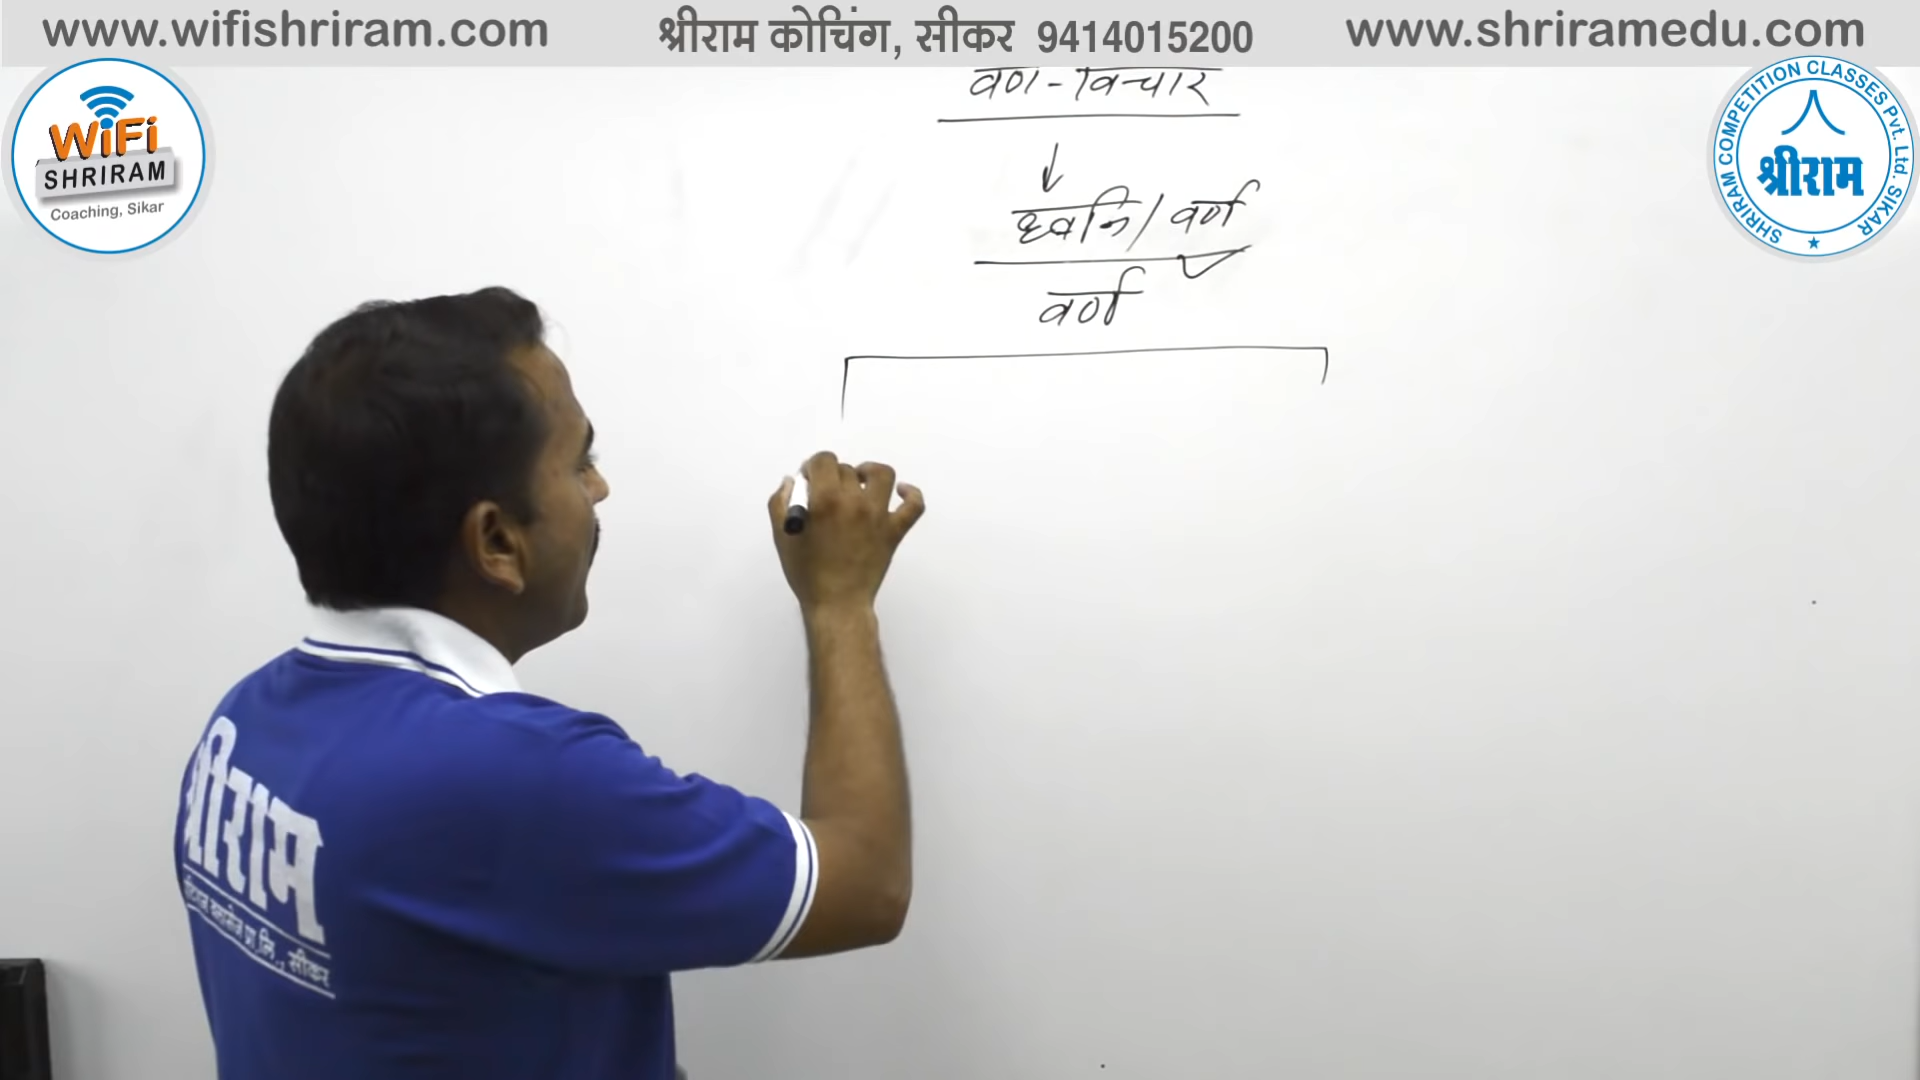 www.wifishriram.com
श्रीराम कोचिंग, सीकर 9414015200
www.shriramedu.com
WiFi
SHRIRAM
Coaching, Sikar
SHRIRAM COMPETITION CLASSES Pvt. Ltd. SIKAR
श्रीराम
वर्ण-विचार
ध्वनि/वर्ण
वर्ण
श्रीराम
प्रा.लि., सीकर